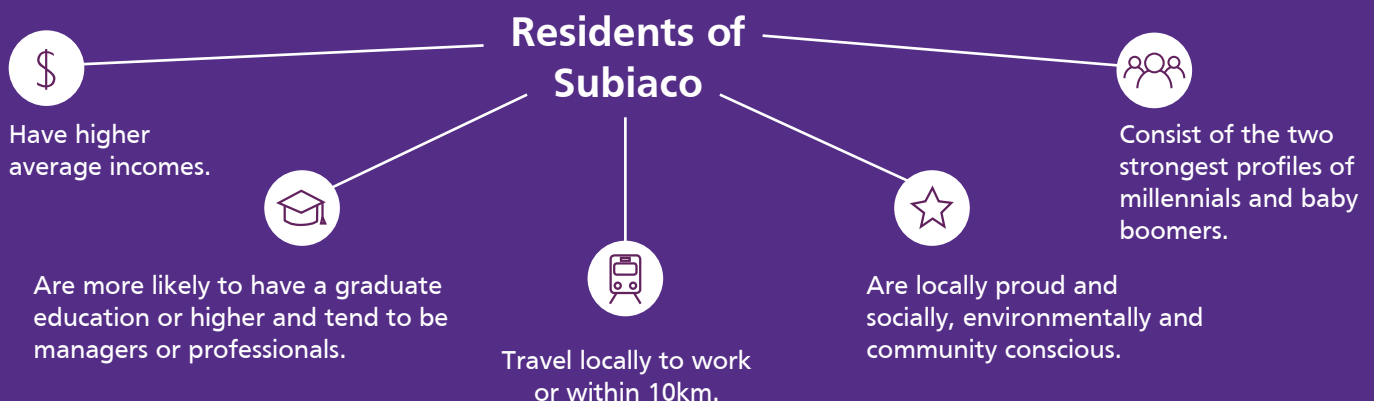 Residents of
Subiaco
Have higher
average incomes.
Are more likely to have a graduate
education or higher and tend to be
managers or professionals.
Travel locally to work
or within 10km.
Are locally proud and
socially, environmentally and
community conscious.
Consist of the two
strongest profiles of
millennials and baby
boomers.